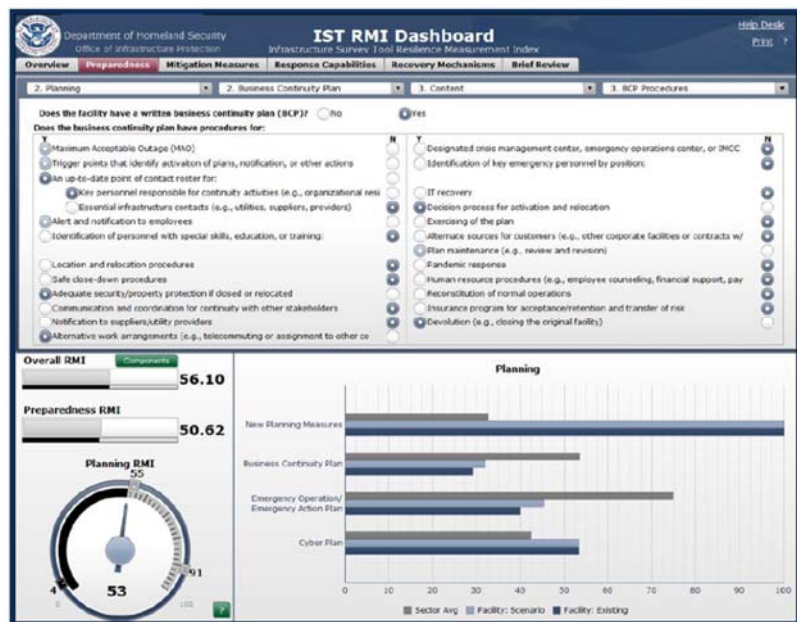 Department of Homeland Security
Office of Infrastructure Protection
IST RMI Dashboard
Infrastructure Survey Tool Resilience Measurement Index
Help Desk
Print ?
Overview Preparedness Mitigation Measures Response Capabilities Recovery Mechanisms Brief Review
2. Planning 2. Business Continuity Plan 3. Content 3. BCP Procedures
Does the facility have a written business continuity plan (BCP)? No Yes
Does the business continuity plan have procedures for:
Y N
Maximum Acceptable Outage (MAO)
Trigger points that identify activaiton of plans, notification, or other actions
An up-to-date point of contact roster for:
Key personnel responsible for continuity activities (e.g., organizational resi
Essential infrastructure contacts (e.g., utilities, suppliers, providers)
Alert and notification to employees
Identification of personnel with special skills, education, or training:
Location and relocation procedures
Safe close-down procedures
Adequate security/property protection if closed or relocated
Communication and coordination for continuity with other stakeholders
Notification to suppliers/utility providers
Alternative work arrangements (e.g., telecommuting or assignment to other ce
Y N
Designated crisis management center, emergency operations center, or IMCC
Identification of key emergency personnel by position:
IT recovery
Decision process for activation and relocation
Exercising of the plan
Alternate sources for customers (e.g., other corporate facilities or contracts w/
Plan maintenance (e.g., review and revision)
Pandemic response
Human resource procedures (e.g., employee counseling, financial support, pay
Reconstitution of normal operations
Insurance program for acceptance/retention and transfer of risk
Devolution (e.g., closing the original facility)
Overall RMI Components
56.10
Preparedness RMI
50.62
Planning RMI
55
91
4
53
0 100
?
Planning
New Planning Measures
Business Continuity Plan
Emergency Operation/
Emergency Action Plan
Cyber Plan
0 10 20 30 40 50 60 70 80 90 100
Sector Avg Facility: Scenario Facility: Existing